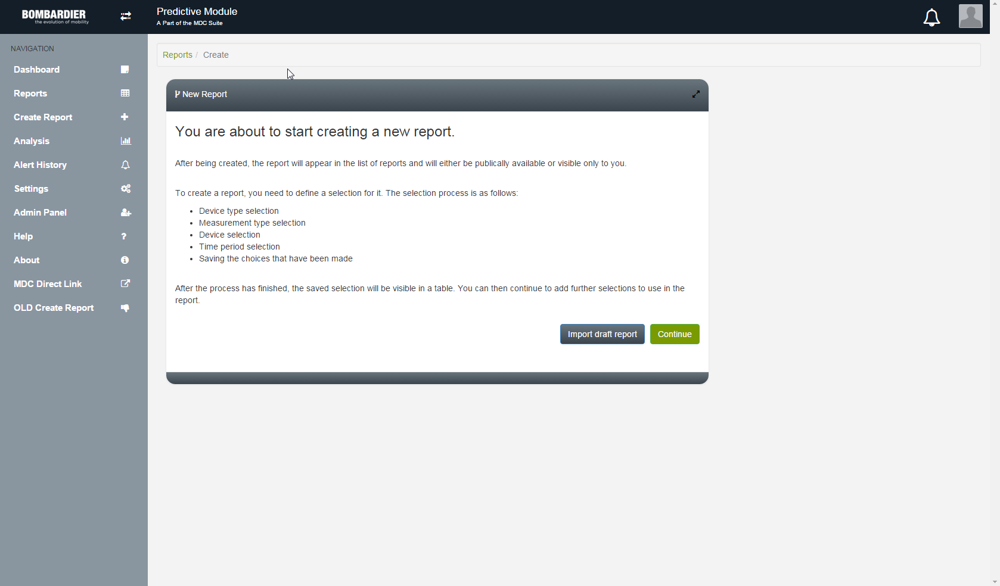 BOMBARDIER
the evolution of mobility
Predictive Module
A Part of the MDC Suite
NAVIGATION
Dashboard
Reports
Create Report
Analysis
Alert History
Settings
Admin Panel
Help
About
MDC Direct Link
OLD Create Report
Reports / Create
New Report
You are about to start creating a new report.
After being created, the report will appear in the list of reports and will either be publically available or visible only to you.
To create a report, you need to define a selection for it. The selection process is as follows:
• Device type selection
• Measurement type selection
• Device selection
• Time period selection
• Saving the choices that have been made
After the process has finished, the saved selection will be visible in a table. You can then continue to add further selections to use in the
report.
Import draft report
Continue